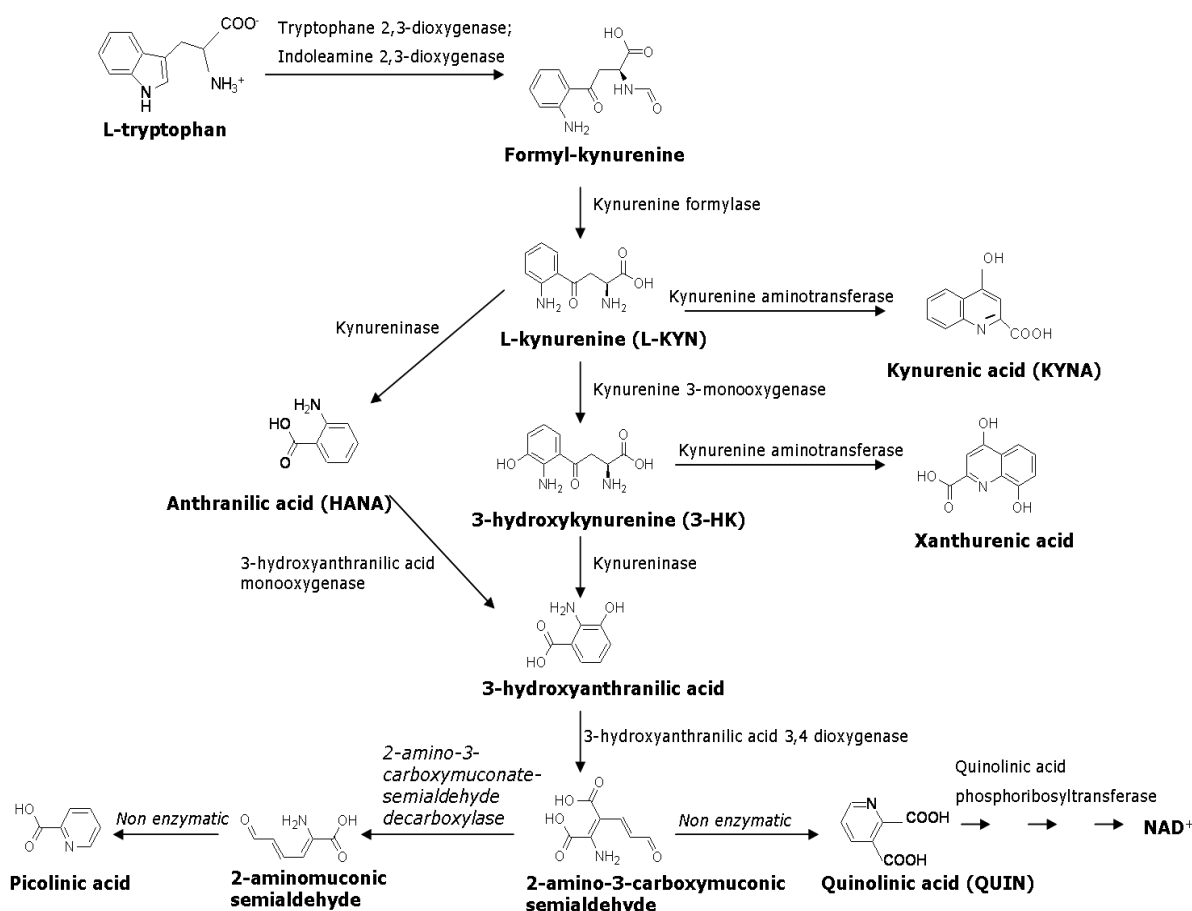 COO⁻
NH₃⁺
N
H
L-tryptophan
Tryptophane 2,3-dioxygenase;
Indoleamine 2,3-dioxygenase
HO
O
HN
O
O
NH₂
Formyl-kynurenine
Kynurenine formylase
O
OH
NH₂
O
NH₂
L-kynurenine (L-KYN)
Kynurenine aminotransferase
OH
N
COOH
Kynurenic acid (KYNA)
Kynureninase
Kynurenine 3-monooxygenase
H₂N
HO
O
Anthranilic acid (HANA)
O
HO
OH
NH₂
O
NH₂
3-hydroxykynurenine (3-HK)
Kynurenine aminotransferase
OH
HO
O
N
OH
Xanthurenic acid
3-hydroxyanthranilic acid
monooxygenase
Kynureninase
H₂N
OH
O
HO
3-hydroxyanthranilic acid
3-hydroxyanthranilic acid 3,4 dioxygenase
2-amino-3-
carboxymuconate-
semialdehyde
decarboxylase
HO
O
N
Picolinic acid
Non enzymatic
O
H₂N
OH
O
2-aminomuconic
semialdehyde
O
HO
HO
O
NH₂
O
2-amino-3-carboxymuconic
semialdehyde
Non enzymatic
N
COOH
COOH
Quinolinic acid (QUIN)
Quinolinic acid
phosphoribosyltransferase
NAD⁺